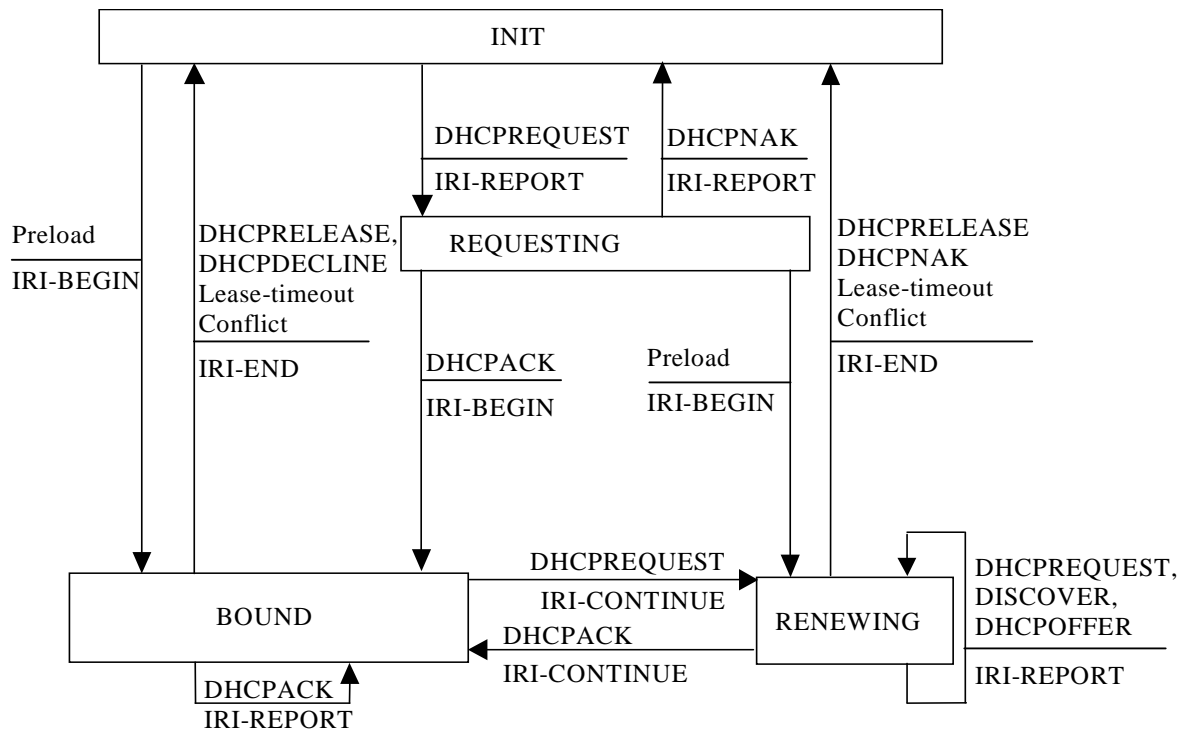 INIT
DHCPREQUEST
IRI-REPORT
DHCPNAK
IRI-REPORT
REQUESTING
Preload
IRI-BEGIN
DHCPRELEASE,
DHCPDECLINE
Lease-timeout
Conflict
IRI-END
DHCPACK
IRI-BEGIN
Preload
IRI-BEGIN
DHCPRELEASE
DHCPNAK
Lease-timeout
Conflict
IRI-END
BOUND
DHCPREQUEST
IRI-CONTINUE
DHCPACK
IRI-CONTINUE
RENEWING
DHCPREQUEST,
DISCOVER,
DHCPOFFER
IRI-REPORT
DHCPACK
IRI-REPORT